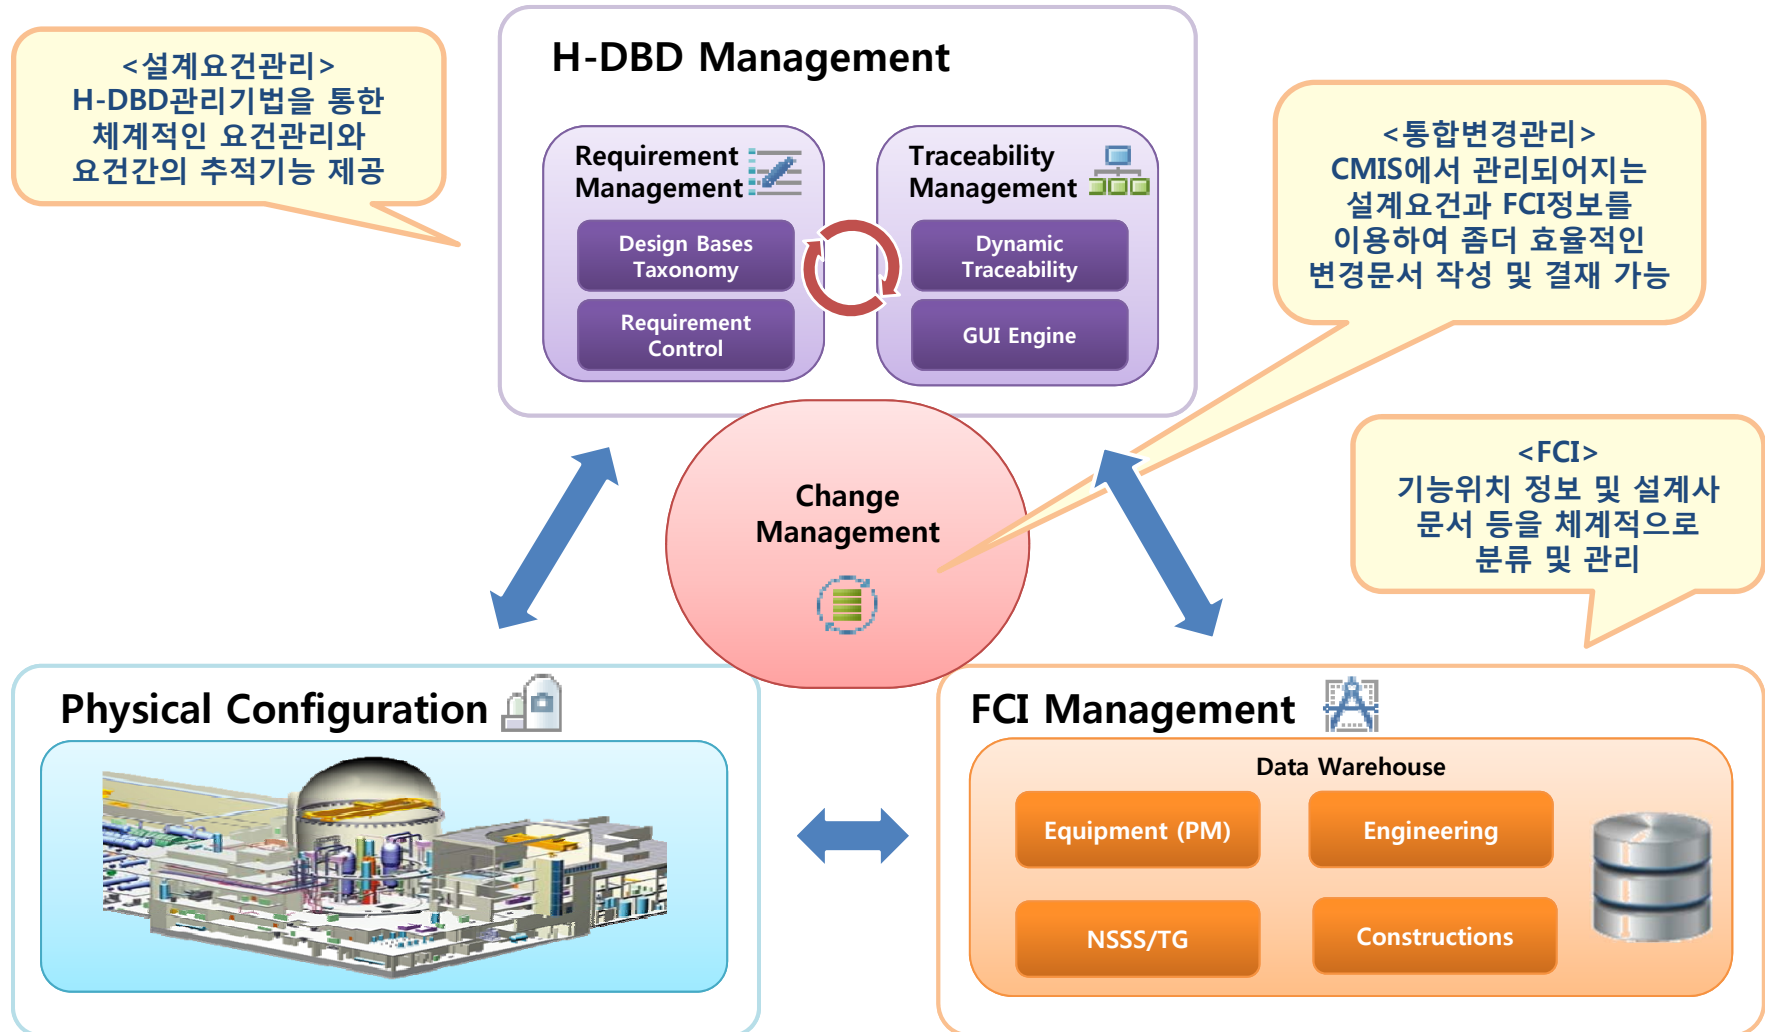 <설계요건관리>
H-DBD관리기법을 통한
체계적인 요건관리와
요건간의 추적기능 제공
H-DBD Management
Requirement
Management
Design Bases
Taxonomy
Requirement
Control
Traceability
Management
Dynamic
Traceability
GUI Engine
<통합변경관리>
CMIS에서 관리되어지는
설계요건과 FCI정보를
이용하여 좀더 효율적인
변경문서 작성 및 결재 가능
Change
Management
<FCI>
기능위치 정보 및 설계사
문서 등을 체계적으로
분류 및 관리
Physical Configuration
FCI Management
Data Warehouse
Equipment (PM)
Engineering
NSSS/TG
Constructions